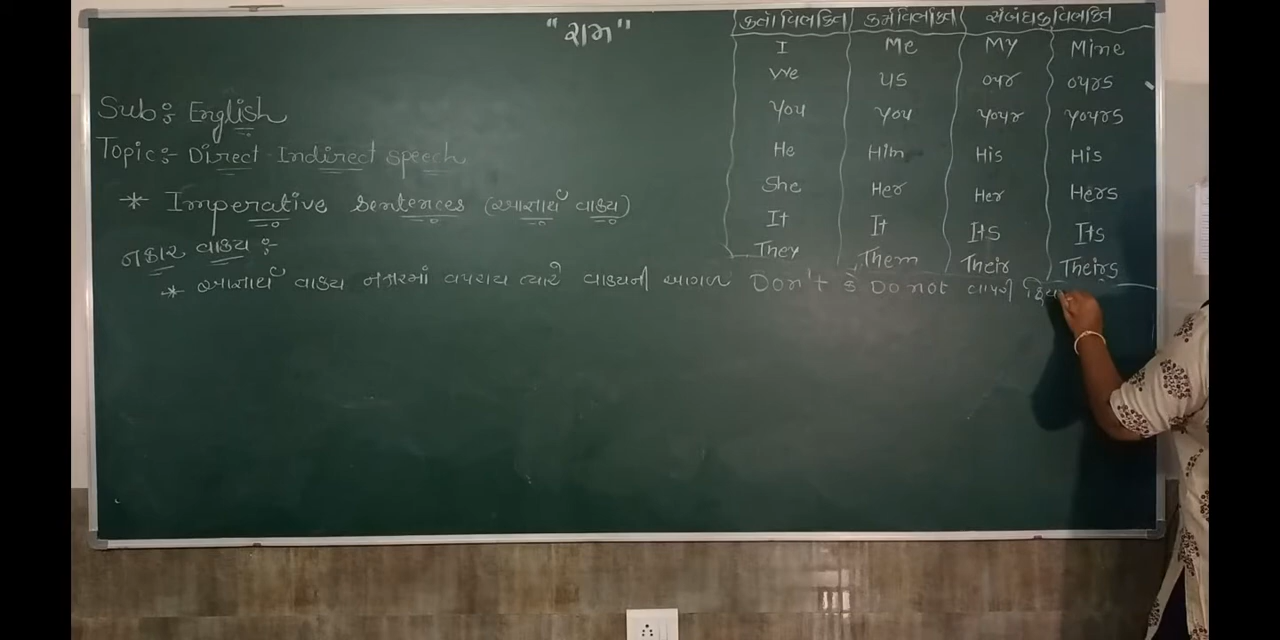 "રામ"
Sub:- English
Topic:- Direct-Indirect speech
* Imperative Sentences (આજ્ઞાર્થ વાક્ય)
નકાર વાક્ય :-
* આજ્ઞાર્થ વાક્ય નકારમાં વપરાય ત્યારે વાક્યની આગળ Don't કે Do not વાપરી ક્રિય
કર્તા વિભક્તિ કર્મ વિભક્તિ સંબંધક વિભક્તિ
I Me My Mine
We us our ours
You You Your Yours
He Him His His
She Her Her Hers
It It Its Its
They Them Their Theirs